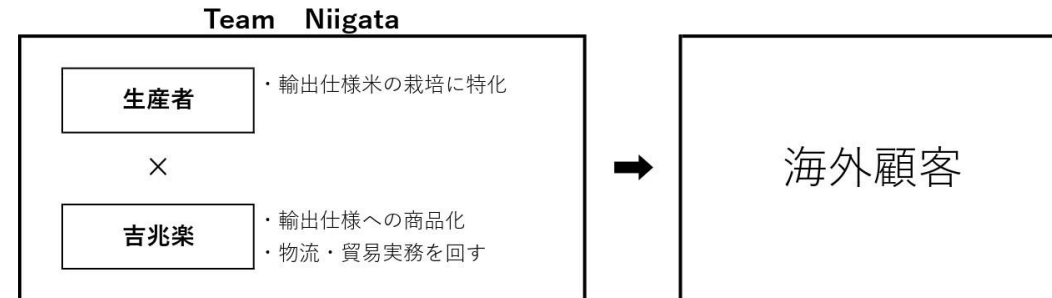 Team Niigata
生産者
・輸出仕様米の栽培に特化
×
吉兆楽
・輸出仕様への商品化
・物流・貿易実務を回す
海外顧客